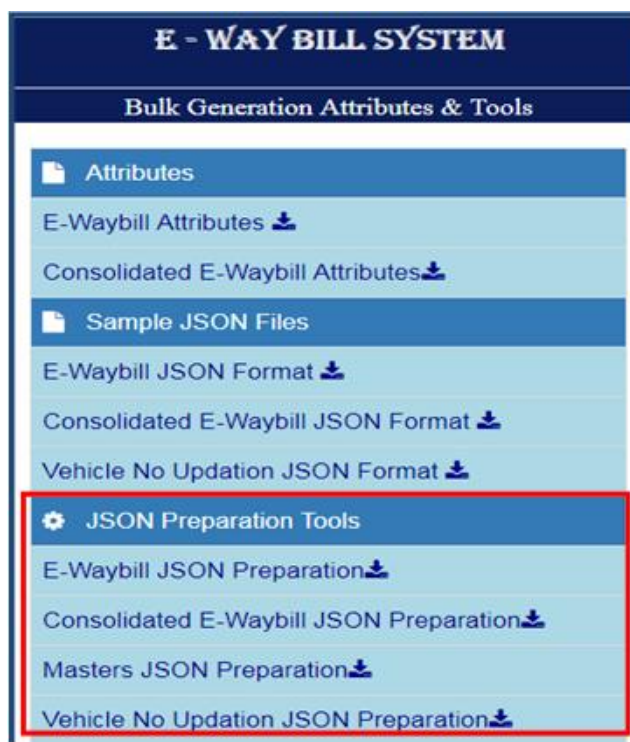 E - WAY BILL SYSTEM
Bulk Generation Attributes & Tools
Attributes
E-Waybill Attributes
Consolidated E-Waybill Attributes
Sample JSON Files
E-Waybill JSON Format
Consolidated E-Waybill JSON Format
Vehicle No Updation JSON Format
JSON Preparation Tools
E-Waybill JSON Preparation
Consolidated E-Waybill JSON Preparation
Masters JSON Preparation
Vehicle No Updation JSON Preparation